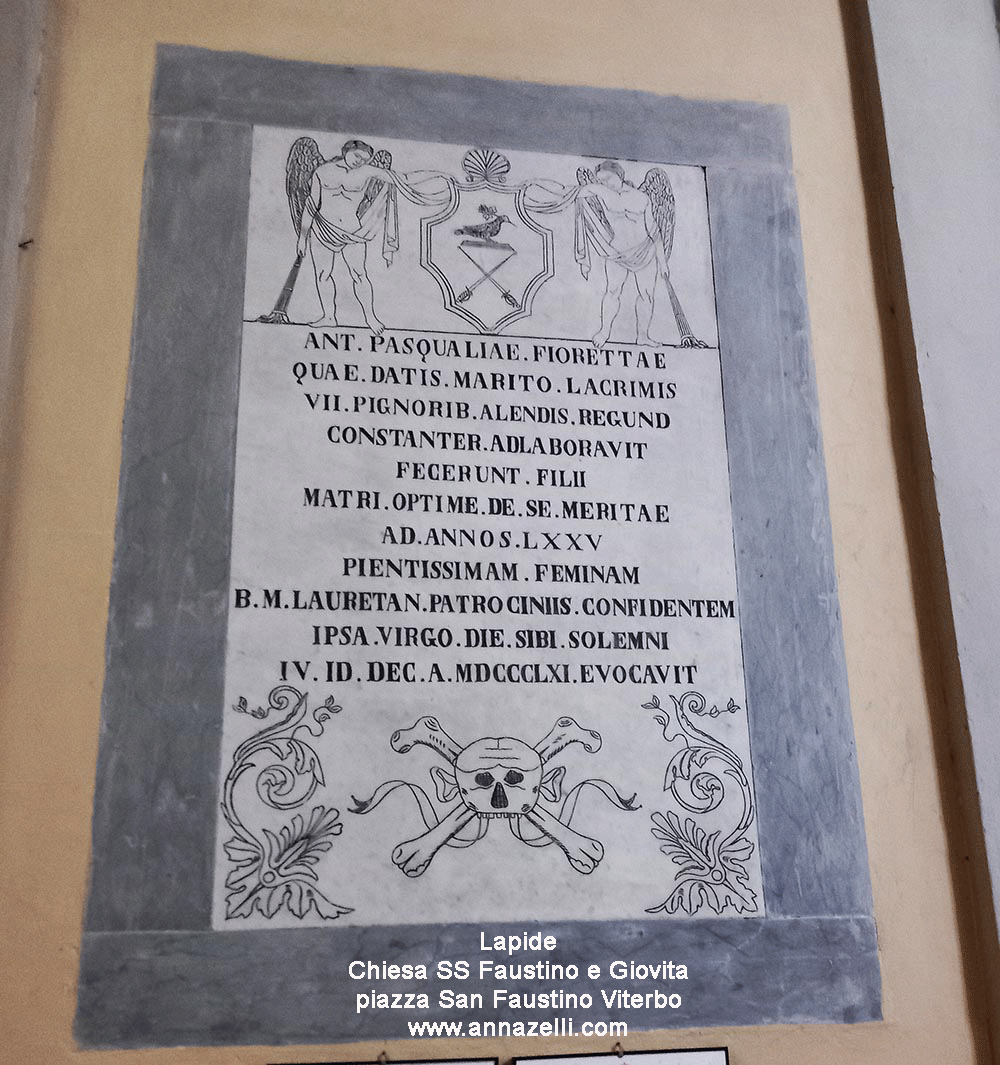 ANT. PASQUALIAE. FIORETTAE
QUAE. DATIS. MARITO. LACRIMIS
VII. PIGNORIB. ALENDIS. REGUND
CONSTANTER. ADLABORAVIT
FECERUNT. FILII
MATRI. OPTIME. DE. SE. MERITAE
AD. ANNOS. LXXV
PIENTISSIMAM. FEMINAM
B. M. LAURETAN. PATROCINIIS. CONFIDENTEM
IPSA. VIRGO. DIE. SIBI. SOLEMNI
IV. ID. DEC. A. MDCCCLXI. EVOCAVIT
Lapide
Chiesa SS Faustino e Giovita
piazza San Faustino Viterbo
www.annazelli.com